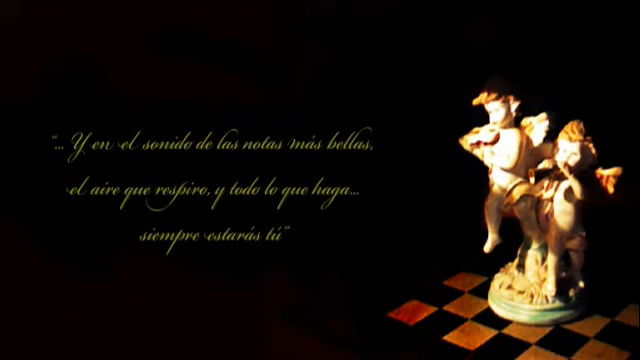 "... Y en el sonido de las notas más bellas,
el aire que respiro, y todo lo que haga...
siempre estarás tú"